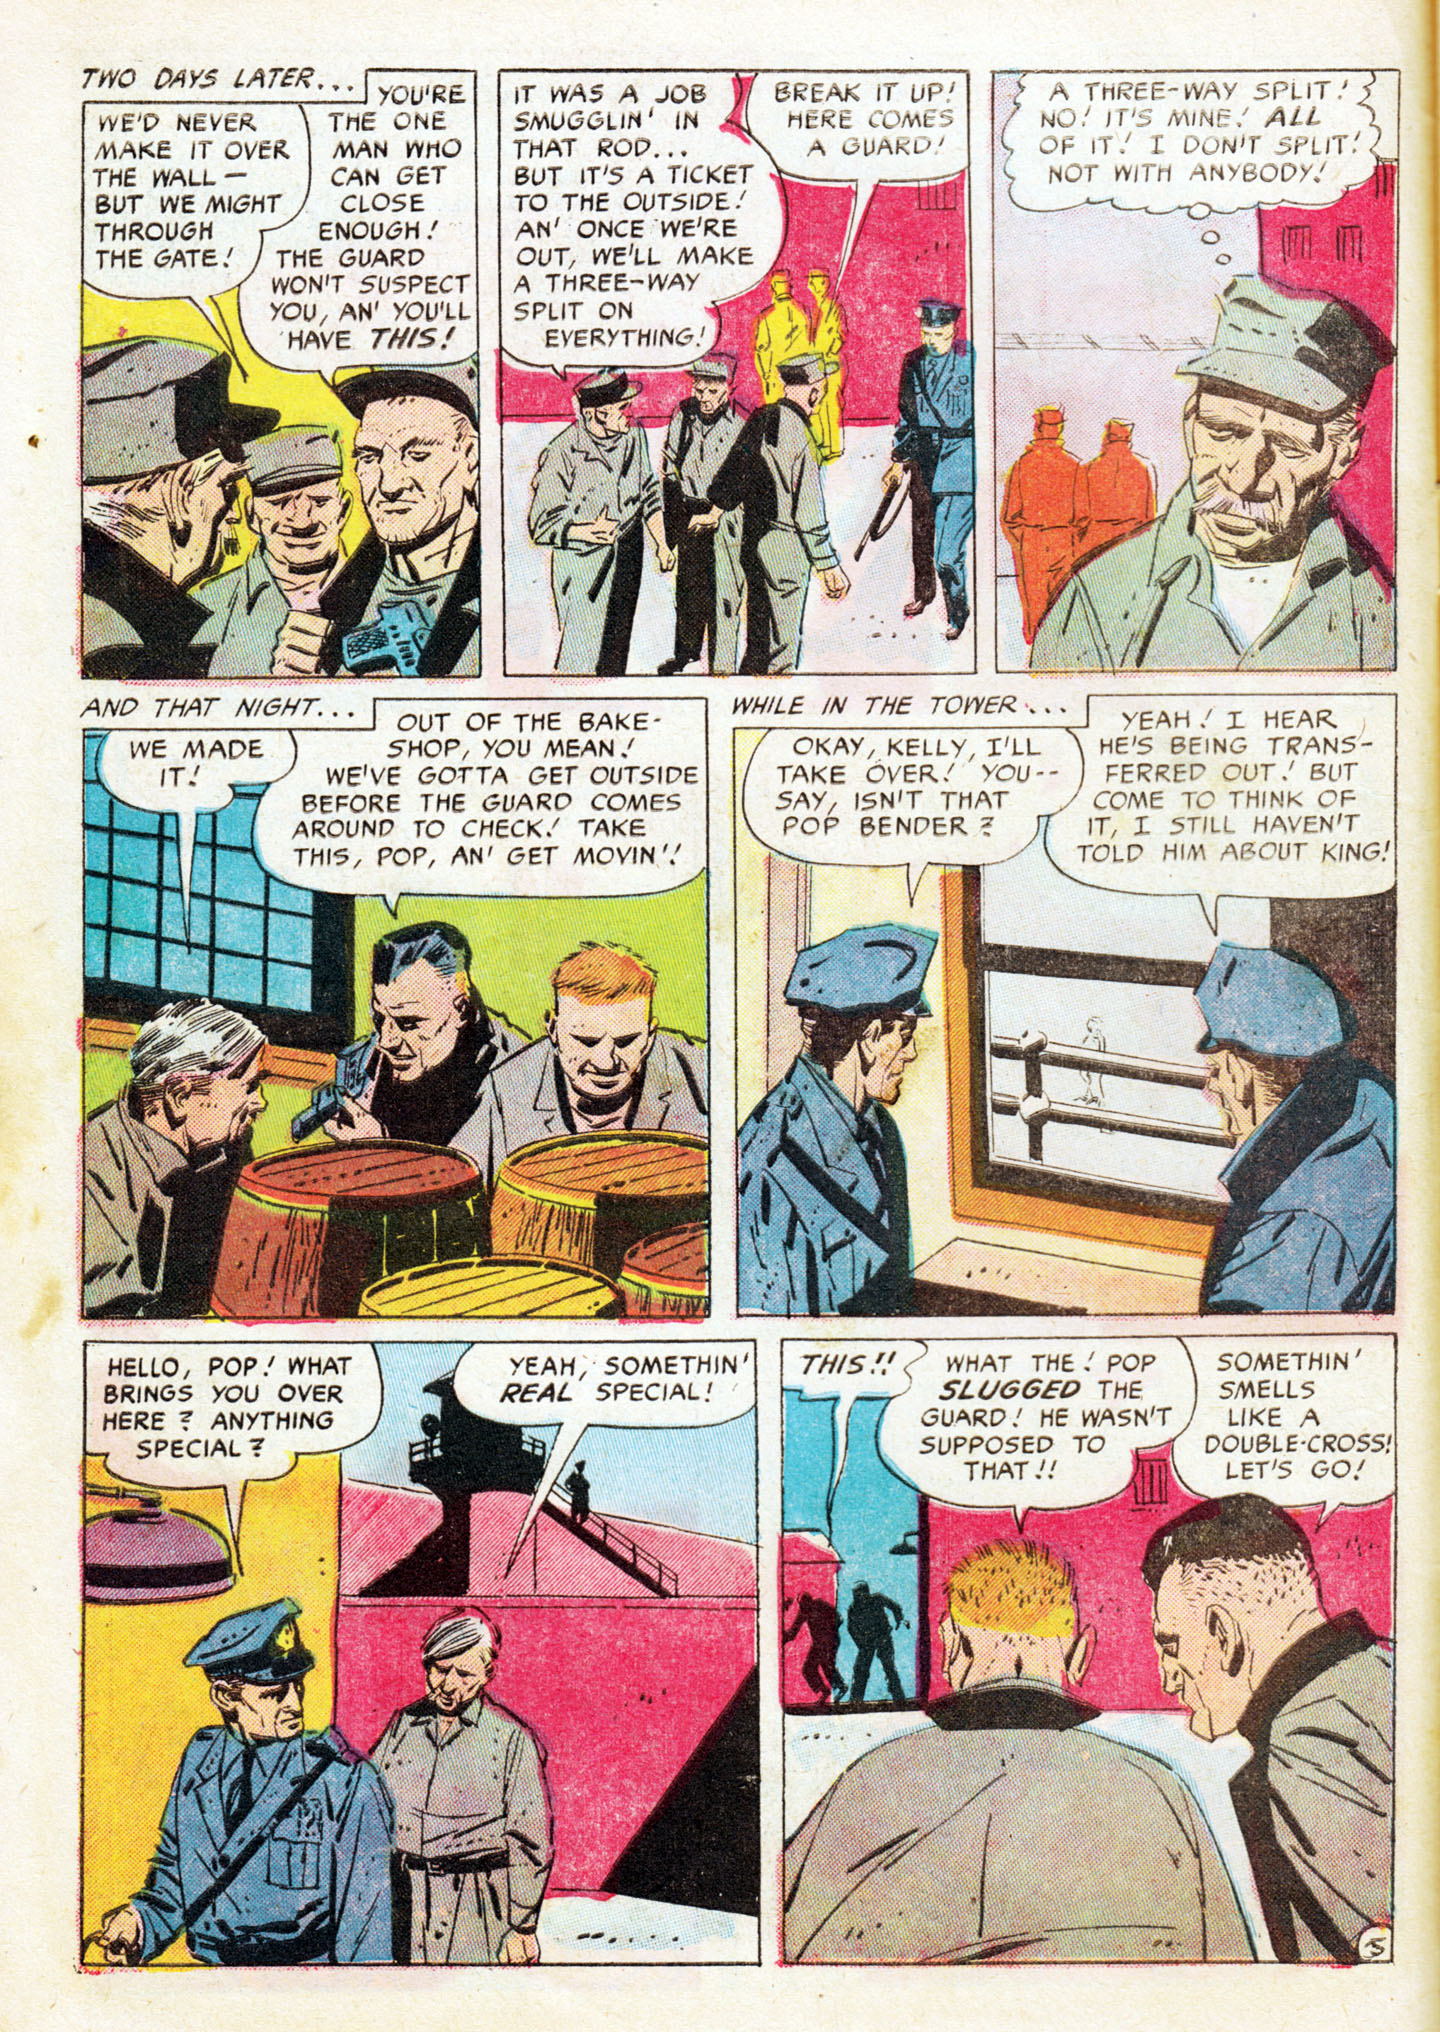 TWO DAYS LATER...
WE'D NEVER
MAKE IT OVER
THE WALL —
BUT WE MIGHT
THROUGH
THE GATE!
YOU'RE
THE ONE
MAN WHO
CAN GET
CLOSE
ENOUGH!
THE GUARD
WON'T SUSPECT
YOU, AN' YOU'LL
HAVE THIS!
IT WAS A JOB
SMUGGLIN' IN
THAT ROD...
BUT IT'S A TICKET
TO THE OUTSIDE!
AN' ONCE WE'RE
OUT, WE'LL MAKE
A THREE-WAY
SPLIT ON
EVERYTHING!
BREAK IT UP!
HERE COMES
A GUARD!
A THREE-WAY SPLIT!
NO! IT'S MINE! ALL
OF IT! I DON'T SPLIT!
NOT WITH ANYBODY!
AND THAT NIGHT...
WE MADE
IT!
OUT OF THE BAKE-
SHOP, YOU MEAN!
WE'VE GOTTA GET OUTSIDE
BEFORE THE GUARD COMES
AROUND TO CHECK! TAKE
THIS, POP, AN' GET MOVIN'!
WHILE IN THE TOWER...
OKAY, KELLY, I'LL
TAKE OVER! YOU--
SAY, ISN'T THAT
POP BENDER?
YEAH! I HEAR
HE'S BEING TRANS-
FERRED OUT! BUT
COME TO THINK OF
IT, I STILL HAVEN'T
TOLD HIM ABOUT KING!
HELLO, POP! WHAT
BRINGS YOU OVER
HERE? ANYTHING
SPECIAL?
YEAH, SOMETHIN'
REAL SPECIAL!
THIS!!
WHAT THE! POP
SLUGGED THE
GUARD! HE WASN'T
SUPPOSED TO DO
THAT!!
SOMETHIN'
SMELLS
LIKE A
DOUBLE-CROSS!
LET'S GO!
5